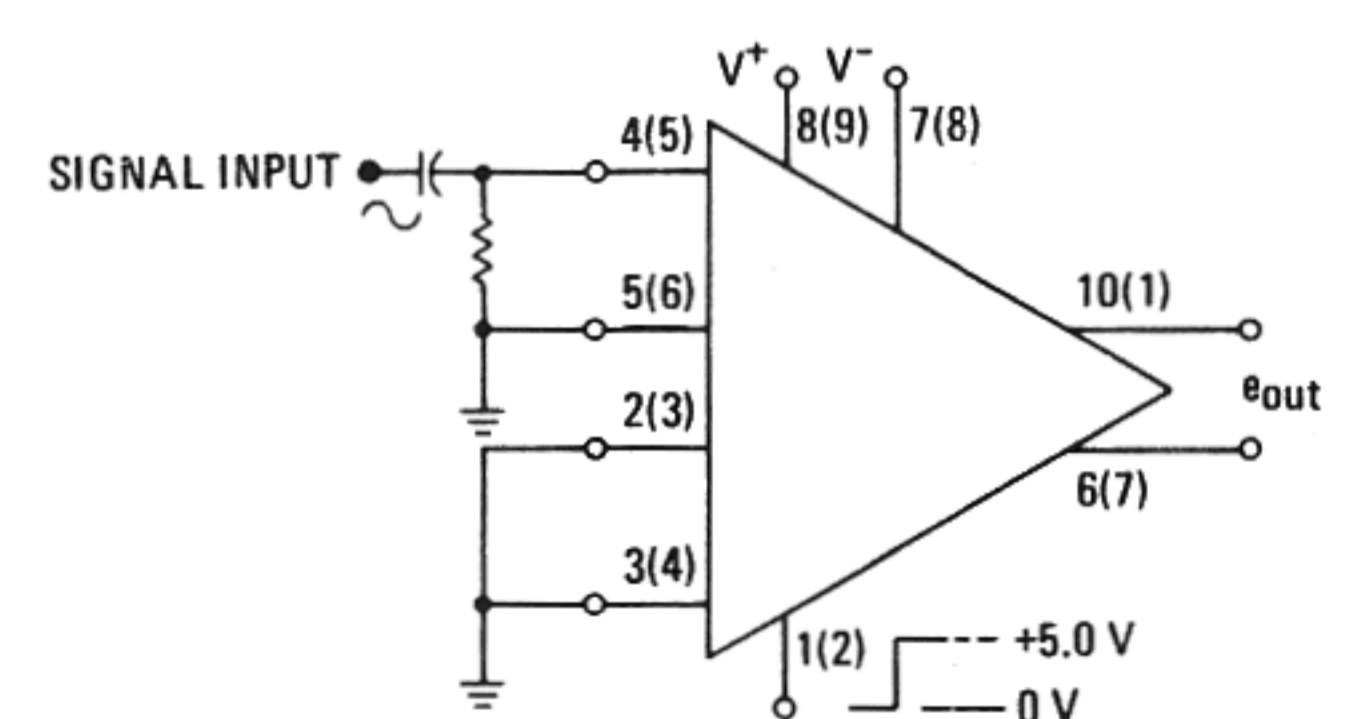 V+ V−
8(9) 7(8)
4(5)
SIGNAL INPUT
5(6)
10(1)
eout
2(3)
6(7)
3(4)
1(2)
+5.0 V
0 V